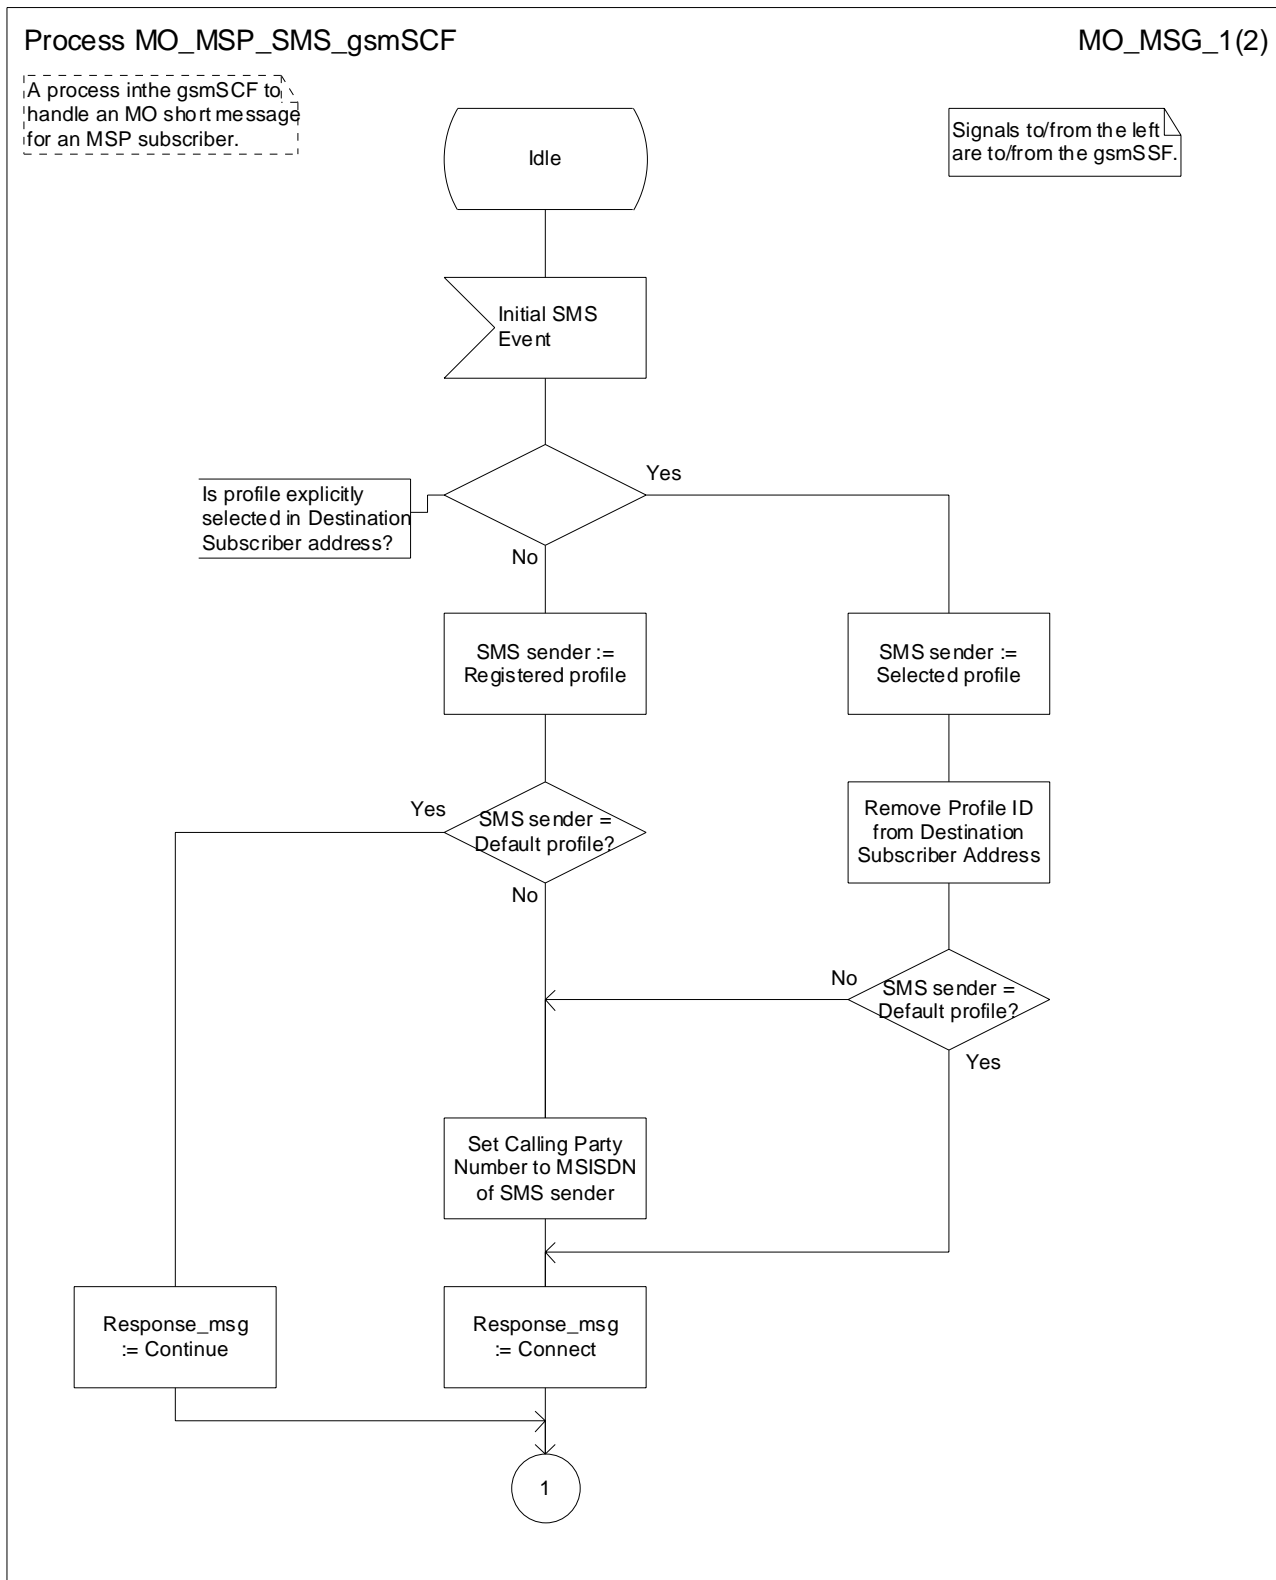 Process MO_MSP_SMS_gsmSCF
MO_MSG_1(2)
A process inthe gsmSCF to
handle an MO short message
for an MSP subscriber.
Signals to/from the left
are to/from the gsmSSF.
Idle
Initial SMS
Event
Is profile explicitly
selected in Destination
Subscriber address?
Yes
No
SMS sender :=
Registered profile
SMS sender :=
Selected profile
Yes
SMS sender =
Default profile?
No
Remove Profile ID
from Destination
Subscriber Address
No
SMS sender =
Default profile?
Yes
Set Calling Party
Number to MSISDN
of SMS sender
Response_msg
:= Continue
Response_msg
:= Connect
1